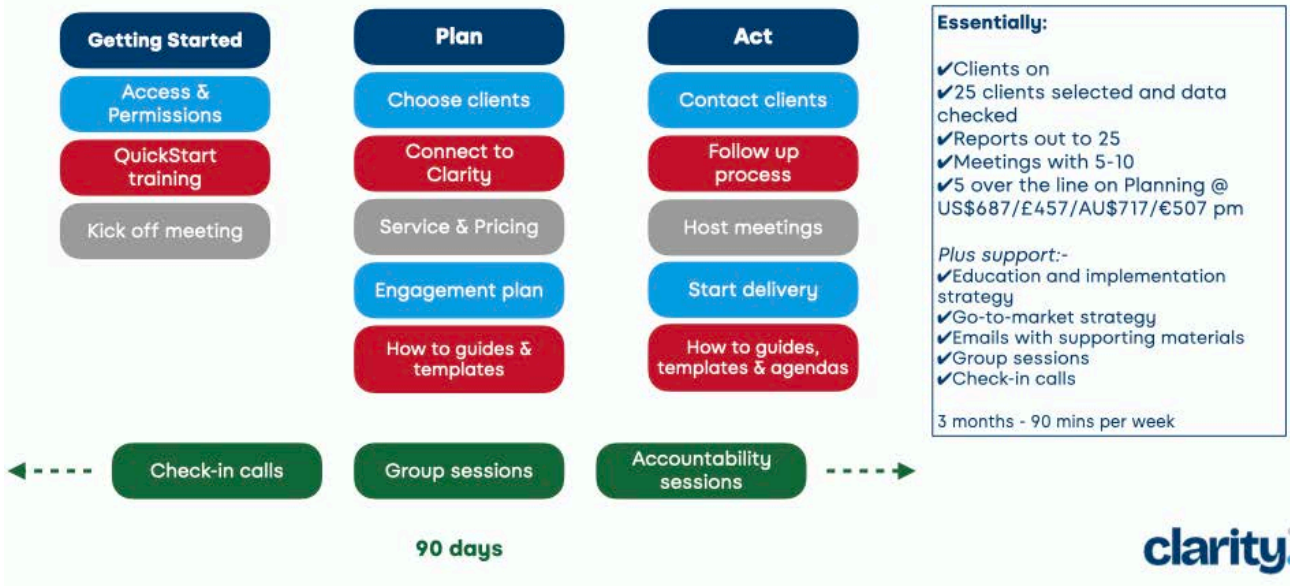 Getting Started
Access &
Permissions
QuickStart
training
Kick off meeting
Plan
Choose clients
Connect to
Clarity
Service & Pricing
Engagement plan
How to guides &
templates
Act
Contact clients
Follow up
process
Host meetings
Start delivery
How to guides,
templates & agendas
Essentially:
✔Clients on
✔25 clients selected and data
checked
✔Reports out to 25
✔Meetings with 5-10
✔5 over the line on Planning @
US$687/£457/AU$717/€507 pm
Plus support:-
✔Education and implementation
strategy
✔Go-to-market strategy
✔Emails with supporting materials
✔Group sessions
✔Check-in calls
3 months - 90 mins per week
Check-in calls
Group sessions
Accountability
sessions
90 days
clarity